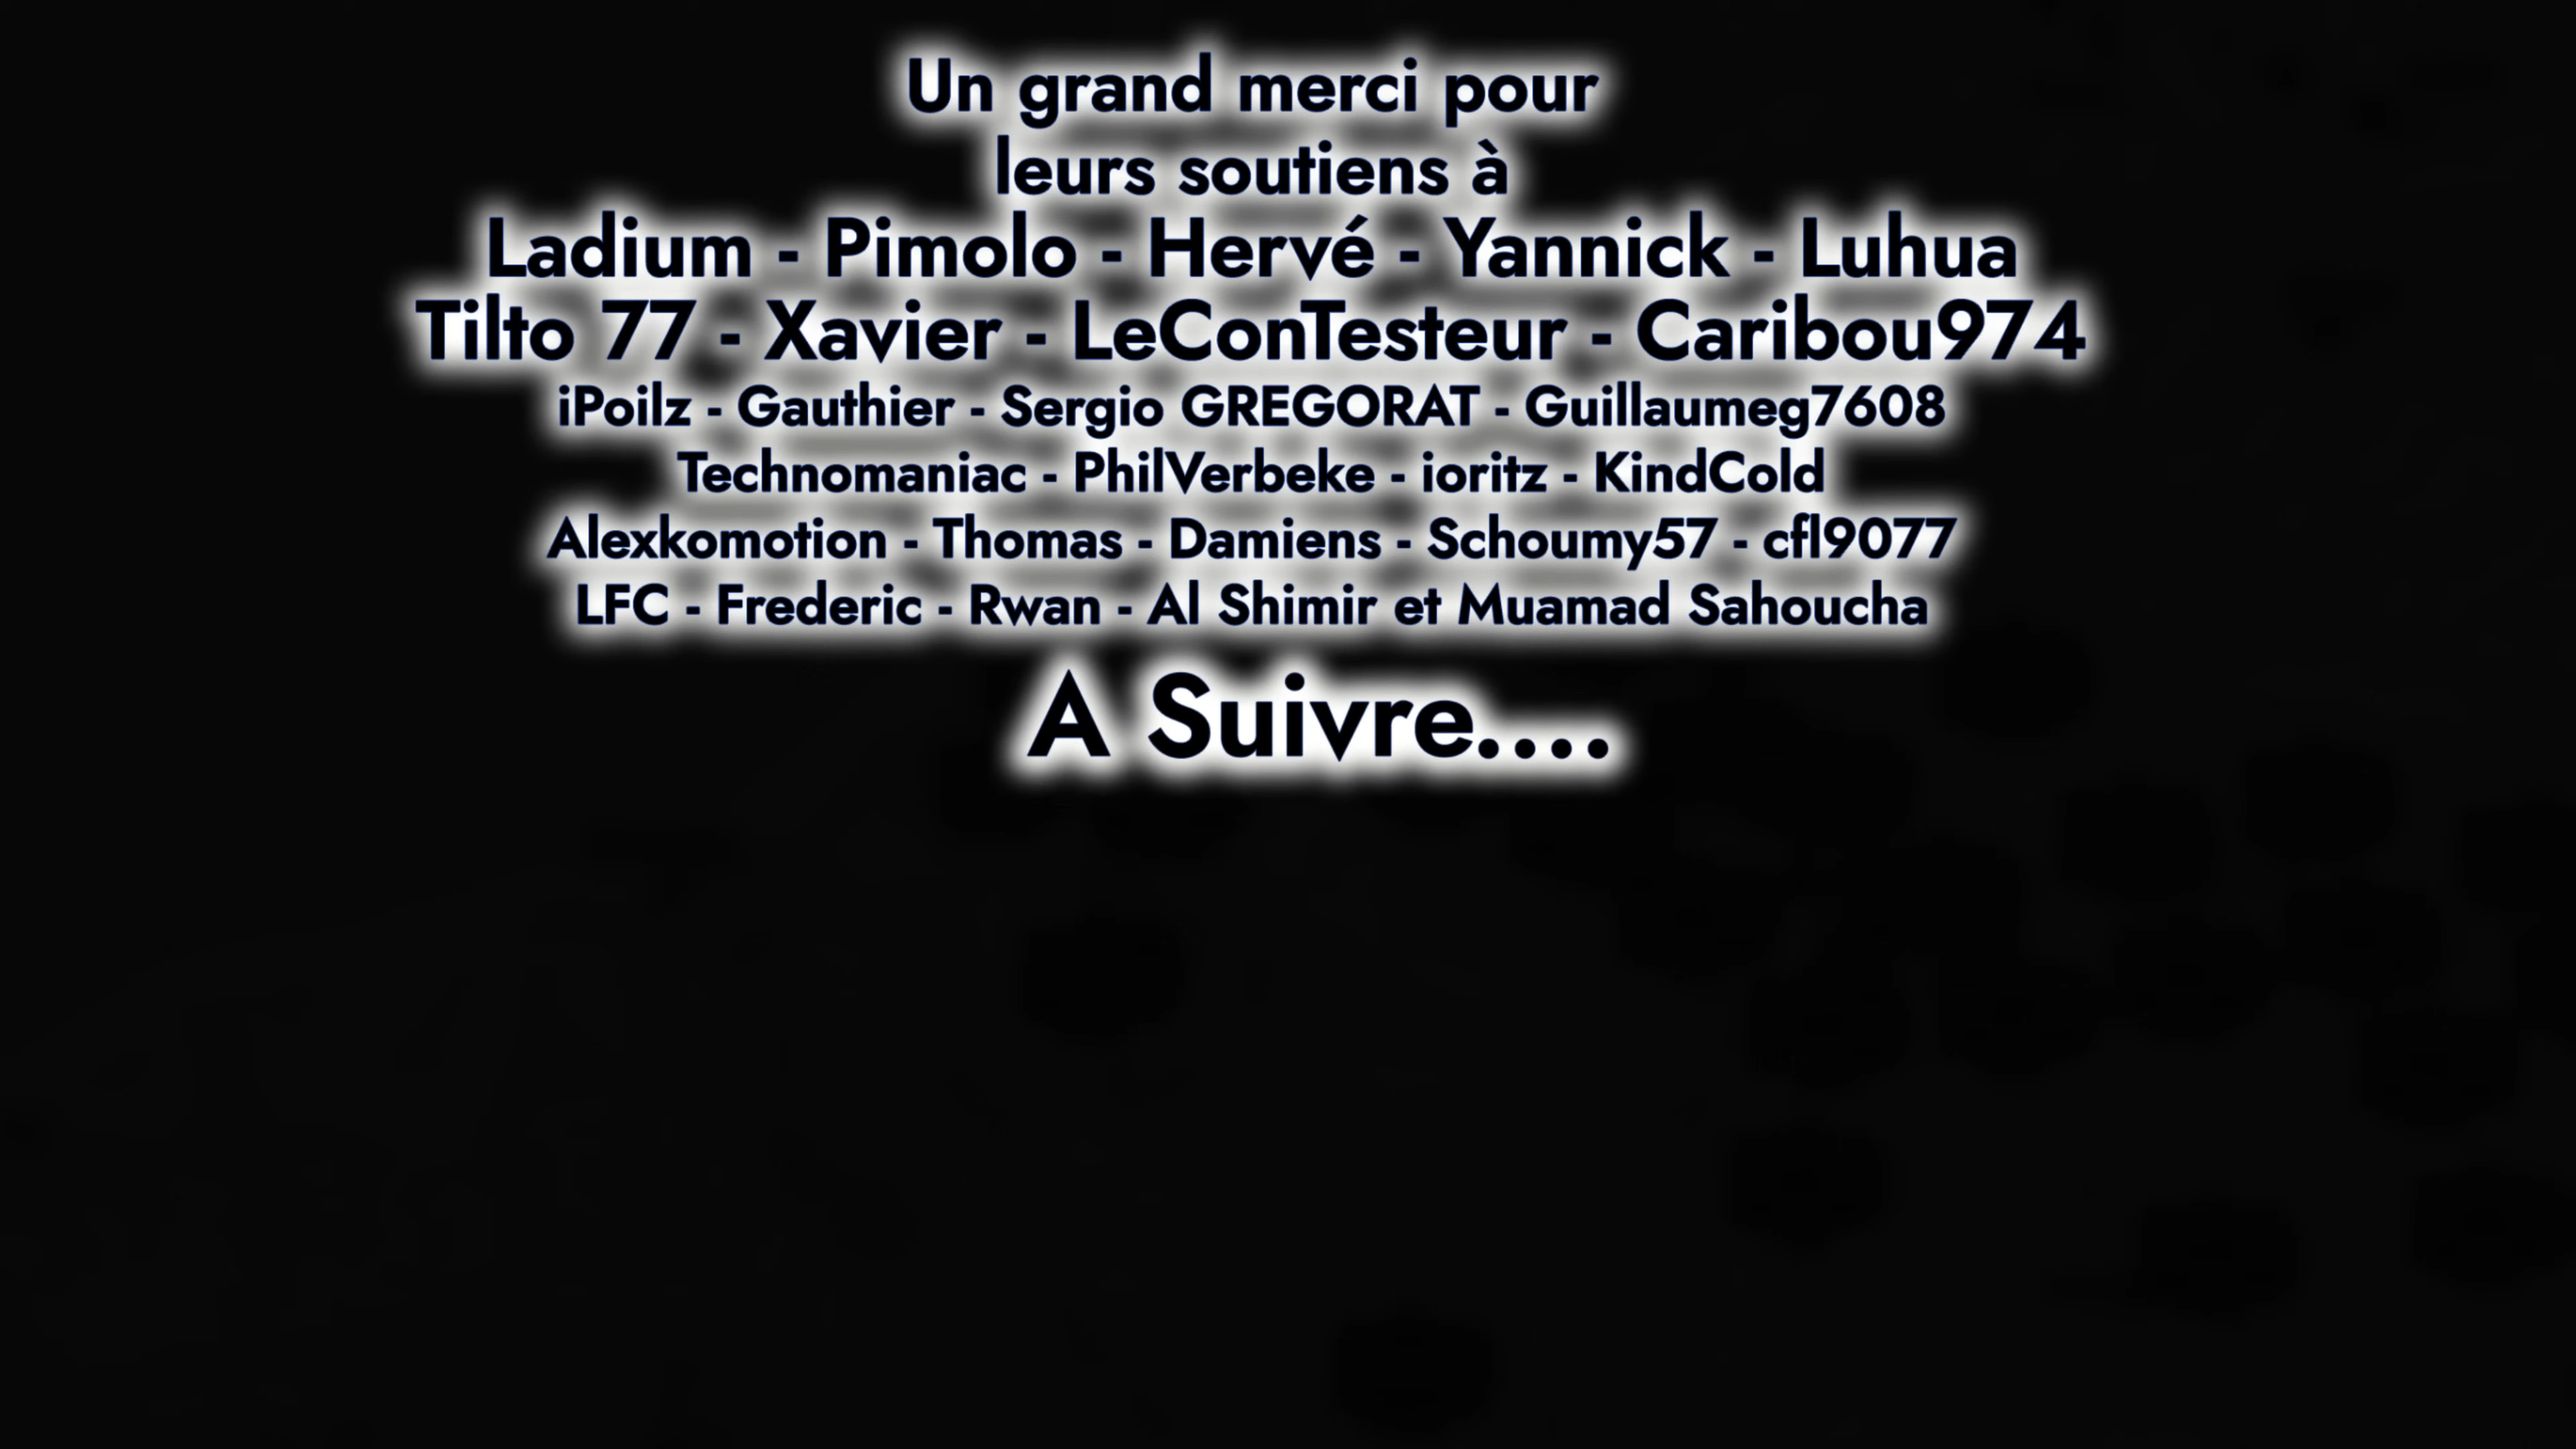 Un grand merci pour
leurs soutiens à
Ladium - Pimolo - Hervé - Yannick - Luhua
Tilto 77 - Xavier - LeConTesteur - Caribou974
iPoilz - Gauthier - Sergio GREGORAT - Guillaumeg7608
Technomaniac - PhilVerbeke - ioritz - KindCold
Alexkomotion - Thomas - Damiens - Schoumy57 - cfl9077
LFC - Frederic - Rwan - Al Shimir et Muamad Sahoucha
A Suivre....